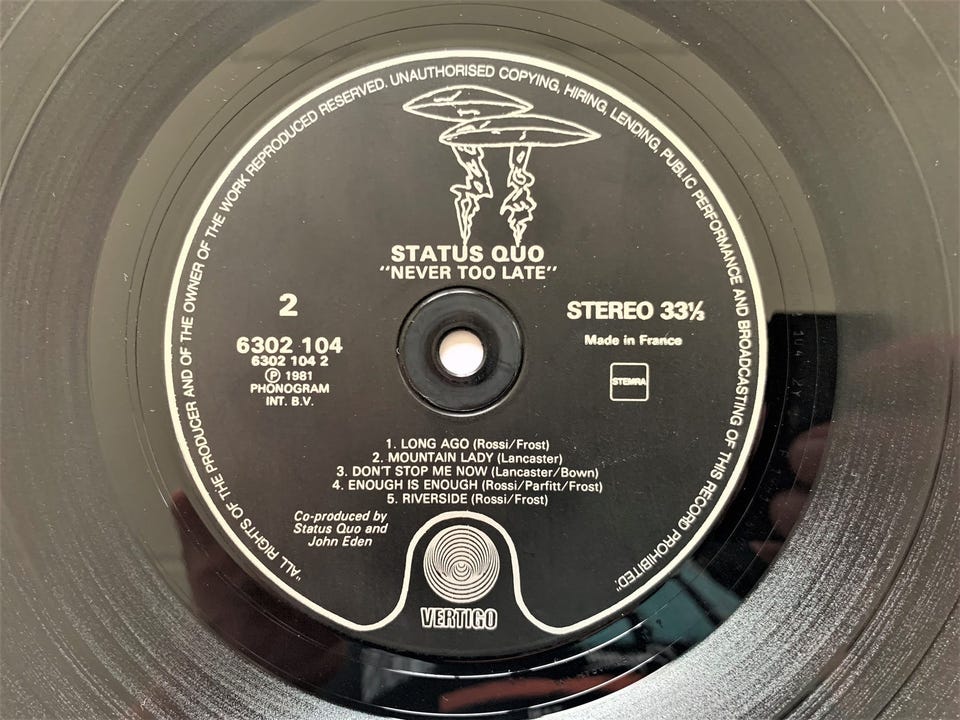 "ALL RIGHTS OF THE PRODUCER AND OF THE OWNER OF THE WORK REPRODUCED RESERVED. UNAUTHORISED COPYING, HIRING, LENDING, PUBLIC PERFORMANCE AND BROADCASTING OF THIS RECORD PROHIBITED."
STATUS QUO
"NEVER TOO LATE"
2
STEREO 33⅓
6302 104
6302 104 2
Ⓟ 1981
PHONOGRAM
INT. B.V.
Made in France
STEMRA
1. LONG AGO (Rossi/Frost)
2. MOUNTAIN LADY (Lancaster)
3. DON'T STOP ME NOW (Lancaster/Bown)
4. ENOUGH IS ENOUGH (Rossi/Parfitt/Frost)
5. RIVERSIDE (Rossi/Frost)
Co-produced by
Status Quo and
John Eden
VERTIGO